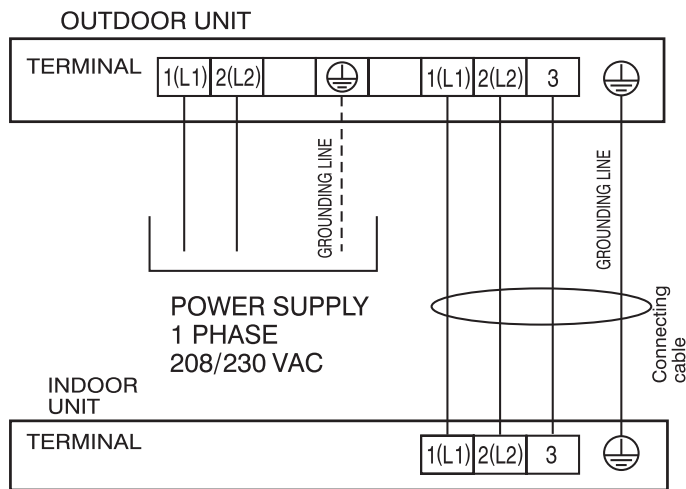 OUTDOOR UNIT
TERMINAL
1(L1) 2(L2)
1(L1) 2(L2) 3
GROUNDING LINE
GROUNDING LINE
POWER SUPPLY
1 PHASE
208/230 VAC
Connecting
cable
INDOOR
UNIT
TERMINAL
1(L1) 2(L2) 3